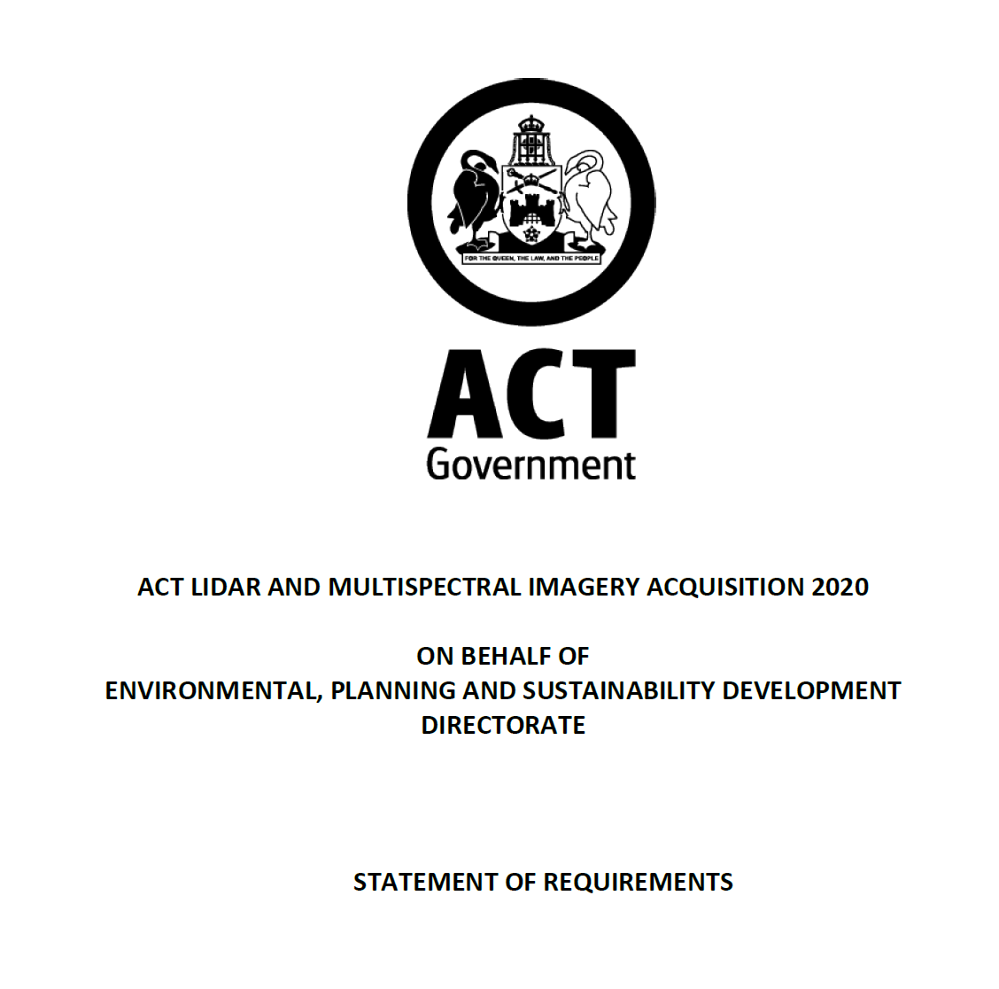 FOR THE QUEEN, THE LAW, AND THE PEOPLE
ACT
Government
ACT LIDAR AND MULTISPECTRAL IMAGERY ACQUISITION 2020
ON BEHALF OF
ENVIRONMENTAL, PLANNING AND SUSTAINABILITY DEVELOPMENT
DIRECTORATE
STATEMENT OF REQUIREMENTS